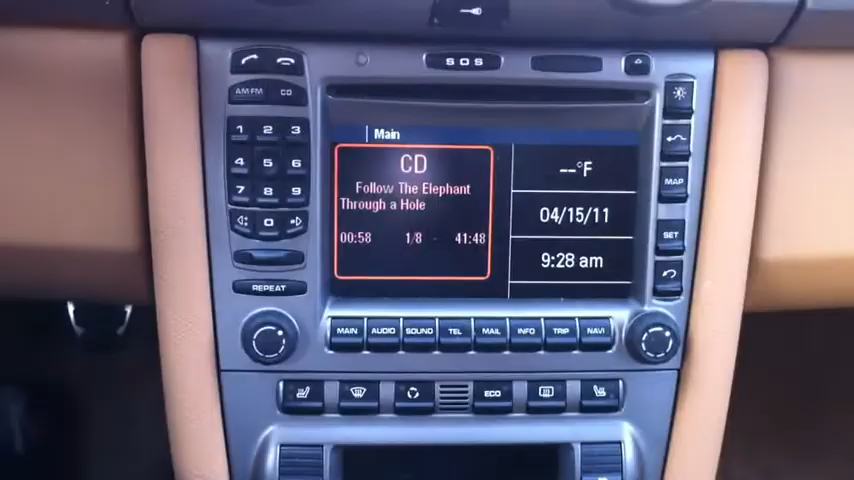 SOS
AM FM CD
1 2 3
4 5 6
7 8 9
0
REPEAT
Main
CD
Follow The Elephant
Through a Hole
00:58 1/8 41:48
--°F
04/15/11
9:28 am
MAP
SET
MAIN AUDIO SOUND TEL MAIL INFO TRIP NAVI
ECO